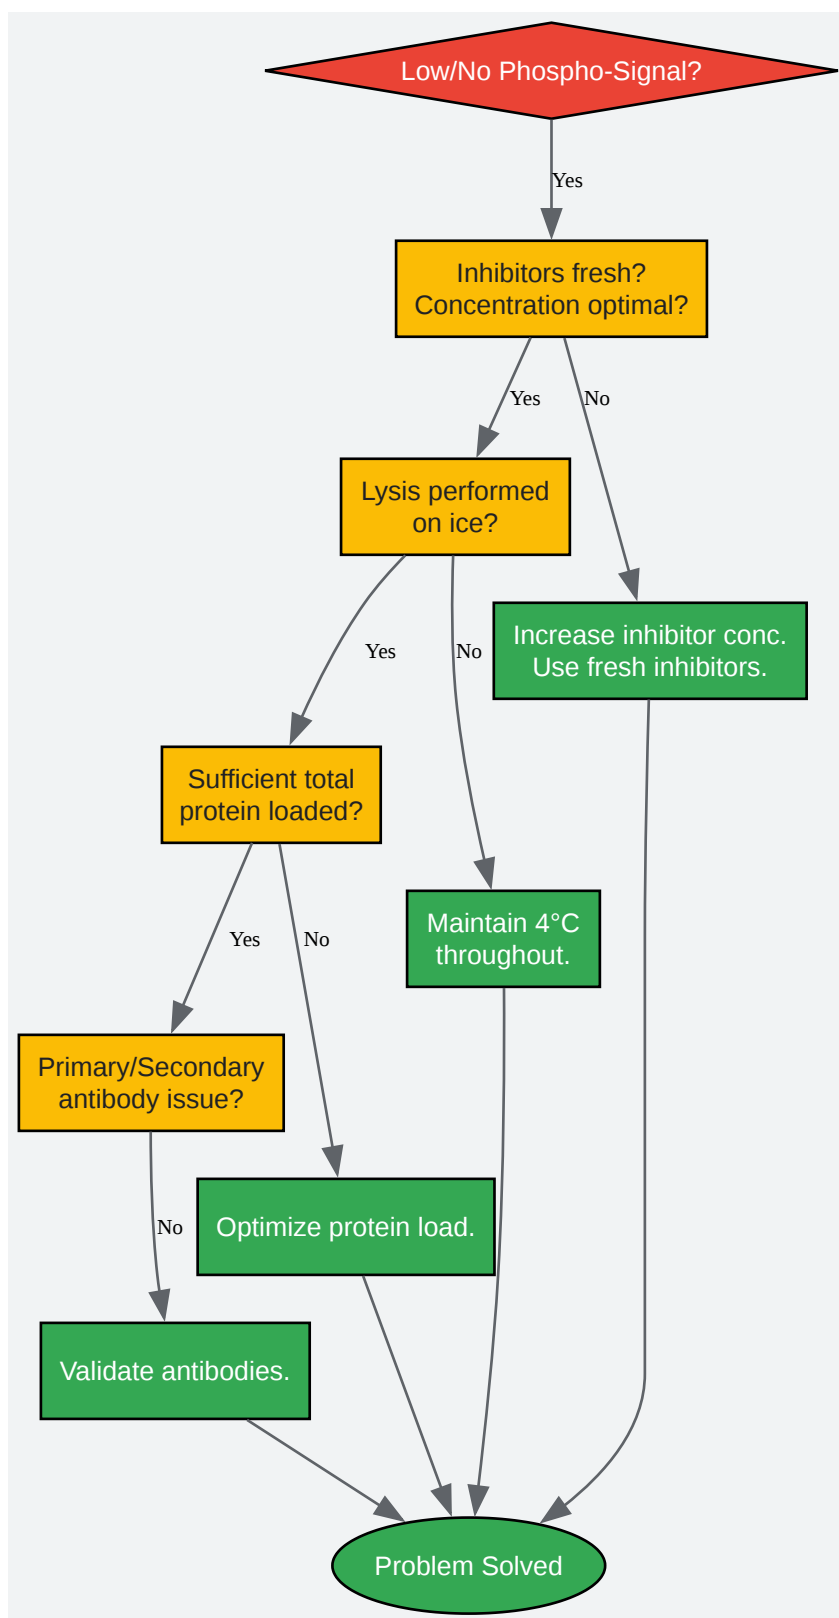 Low/No Phospho-Signal?
Yes
Inhibitors fresh?
Concentration optimal?
Yes
No
Lysis performed
on ice?
Increase inhibitor conc.
Use fresh inhibitors.
Yes
No
Sufficient total
protein loaded?
Maintain 4°C
throughout.
Yes
No
Primary/Secondary
antibody issue?
Optimize protein load.
No
Validate antibodies.
Problem Solved